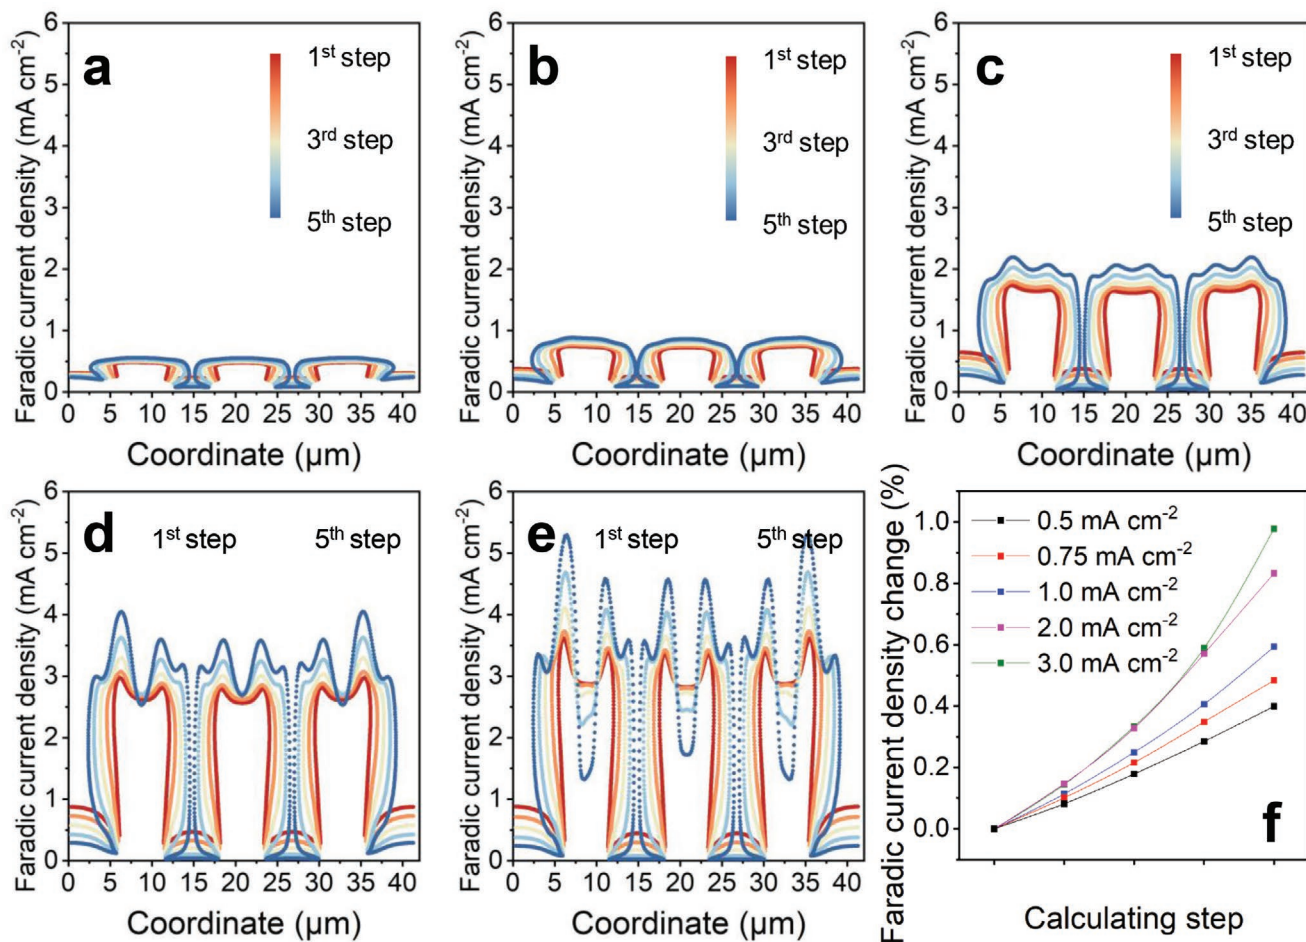 a
1st step
3rd step
5th step
Faradic current density (mA cm-2)
6
5
4
3
2
1
0
0 5 10 15 20 25 30 35 40
Coordinate (μm)
b
1st step
3rd step
5th step
Faradic current density (mA cm-2)
6
5
4
3
2
1
0
0 5 10 15 20 25 30 35 40
Coordinate (μm)
c
1st step
3rd step
5th step
Faradic current density (mA cm-2)
6
5
4
3
2
1
0
0 5 10 15 20 25 30 35 40
Coordinate (μm)
d
1st step 5th step
Faradic current density (mA cm-2)
6
5
4
3
2
1
0
0 5 10 15 20 25 30 35 40
Coordinate (μm)
e
1st step 5th step
Faradic current density (mA cm-2)
6
5
4
3
2
1
0
0 5 10 15 20 25 30 35 40
Coordinate (μm)
Faradic current density change (%)
1.0
0.8
0.6
0.4
0.2
0.0
0.5 mA cm-2
0.75 mA cm-2
1.0 mA cm-2
2.0 mA cm-2
3.0 mA cm-2
f
Calculating step